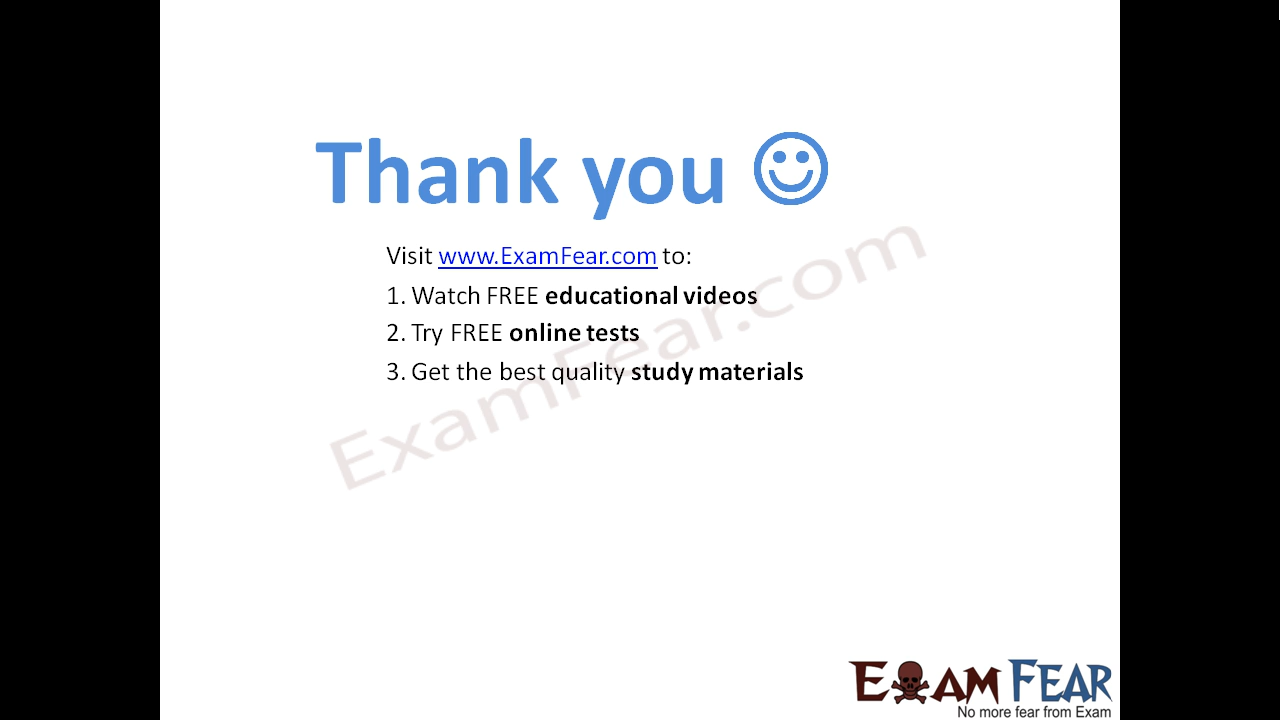 Thank you
Visit www.ExamFear.com to:
1. Watch FREE educational videos
2. Try FREE online tests
3. Get the best quality study materials
ExamFear.com
EXAM FEAR
No more fear from Exam